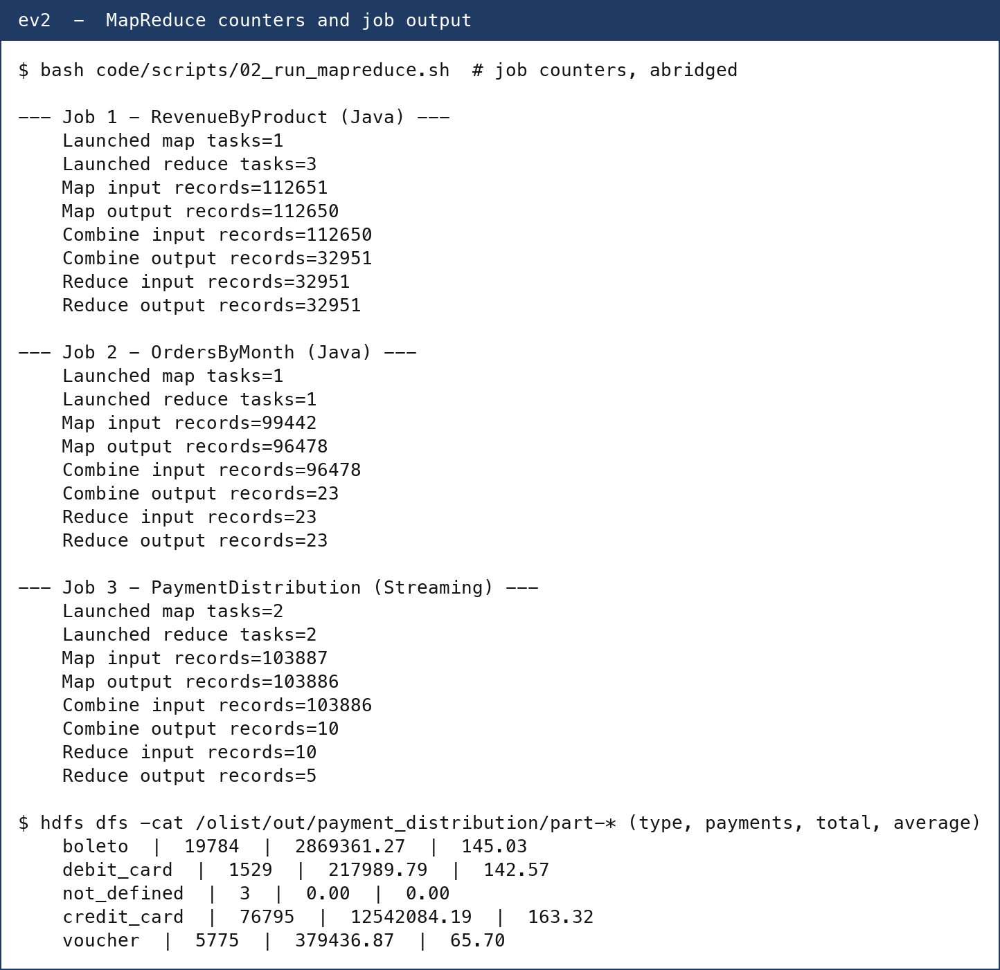 ev2  –  MapReduce counters and job output
$ bash code/scripts/02_run_mapreduce.sh  # job counters, abridged
––– Job 1 – RevenueByProduct (Java) –––
Launched map tasks=1
Launched reduce tasks=3
Map input records=112651
Map output records=112650
Combine input records=112650
Combine output records=32951
Reduce input records=32951
Reduce output records=32951
––– Job 2 – OrdersByMonth (Java) –––
Launched map tasks=1
Launched reduce tasks=1
Map input records=99442
Map output records=96478
Combine input records=96478
Combine output records=23
Reduce input records=23
Reduce output records=23
––– Job 3 – PaymentDistribution (Streaming) –––
Launched map tasks=2
Launched reduce tasks=2
Map input records=103887
Map output records=103886
Combine input records=103886
Combine output records=10
Reduce input records=10
Reduce output records=5
$ hdfs dfs –cat /olist/out/payment_distribution/part–* (type, payments, total, average)
boleto  |  19784  |  2869361.27  |  145.03
debit_card  |  1529  |  217989.79  |  142.57
not_defined  |  3  |  0.00  |  0.00
credit_card  |  76795  |  12542084.19  |  163.32
voucher  |  5775  |  379436.87  |  65.70